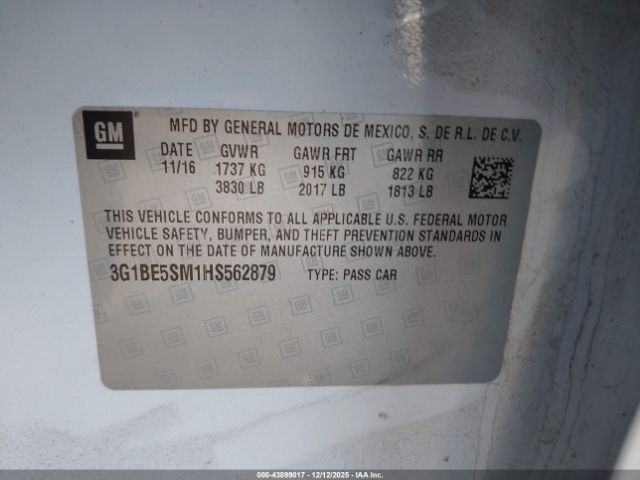 GM
MFD BY GENERAL MOTORS DE MEXICO, S. DE R.L. DE C.V.
DATE GVWR GAWR FRT GAWR RR
11/16 1737 KG 915 KG 822 KG
3830 LB 2017 LB 1813 LB
THIS VEHICLE CONFORMS TO ALL APPLICABLE U.S. FEDERAL MOTOR
VEHICLE SAFETY, BUMPER, AND THEFT PREVENTION STANDARDS
IN EFFECT ON THE DATE OF MANUFACTURE SHOWN ABOVE.
3G1BE5SM1HS562879 TYPE: PASS CAR
000-43899017 - 12/12/2025 - COPART